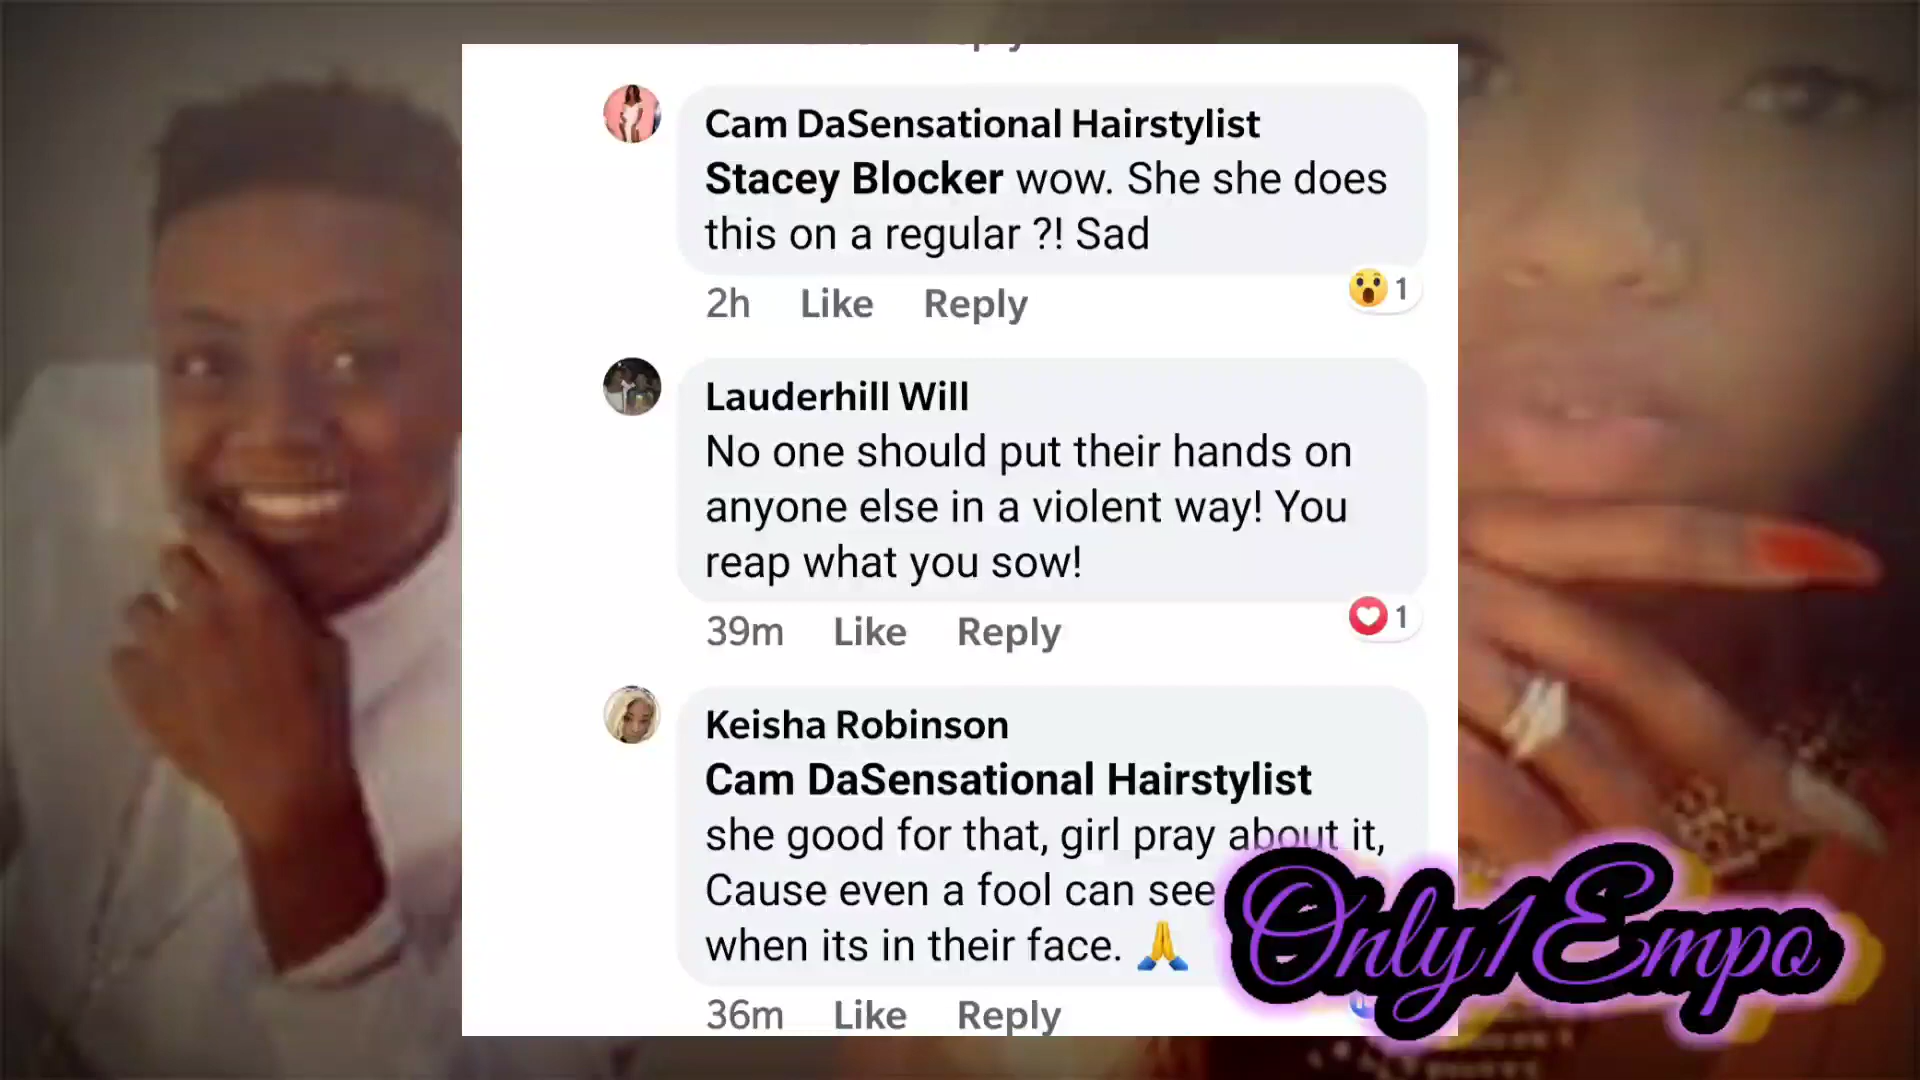 Cam DaSensational Hairstylist
Stacey Blocker wow. She she does
this on a regular ?! Sad
2h Like Reply 1
Lauderhill Will
No one should put their hands on
anyone else in a violent way! You
reap what you sow!
39m Like Reply 1
Keisha Robinson
Cam DaSensational Hairstylist
she good for that, girl pray about it,
Cause even a fool can see
when its in their face. 🙏
36m Like Reply
Only1Empo